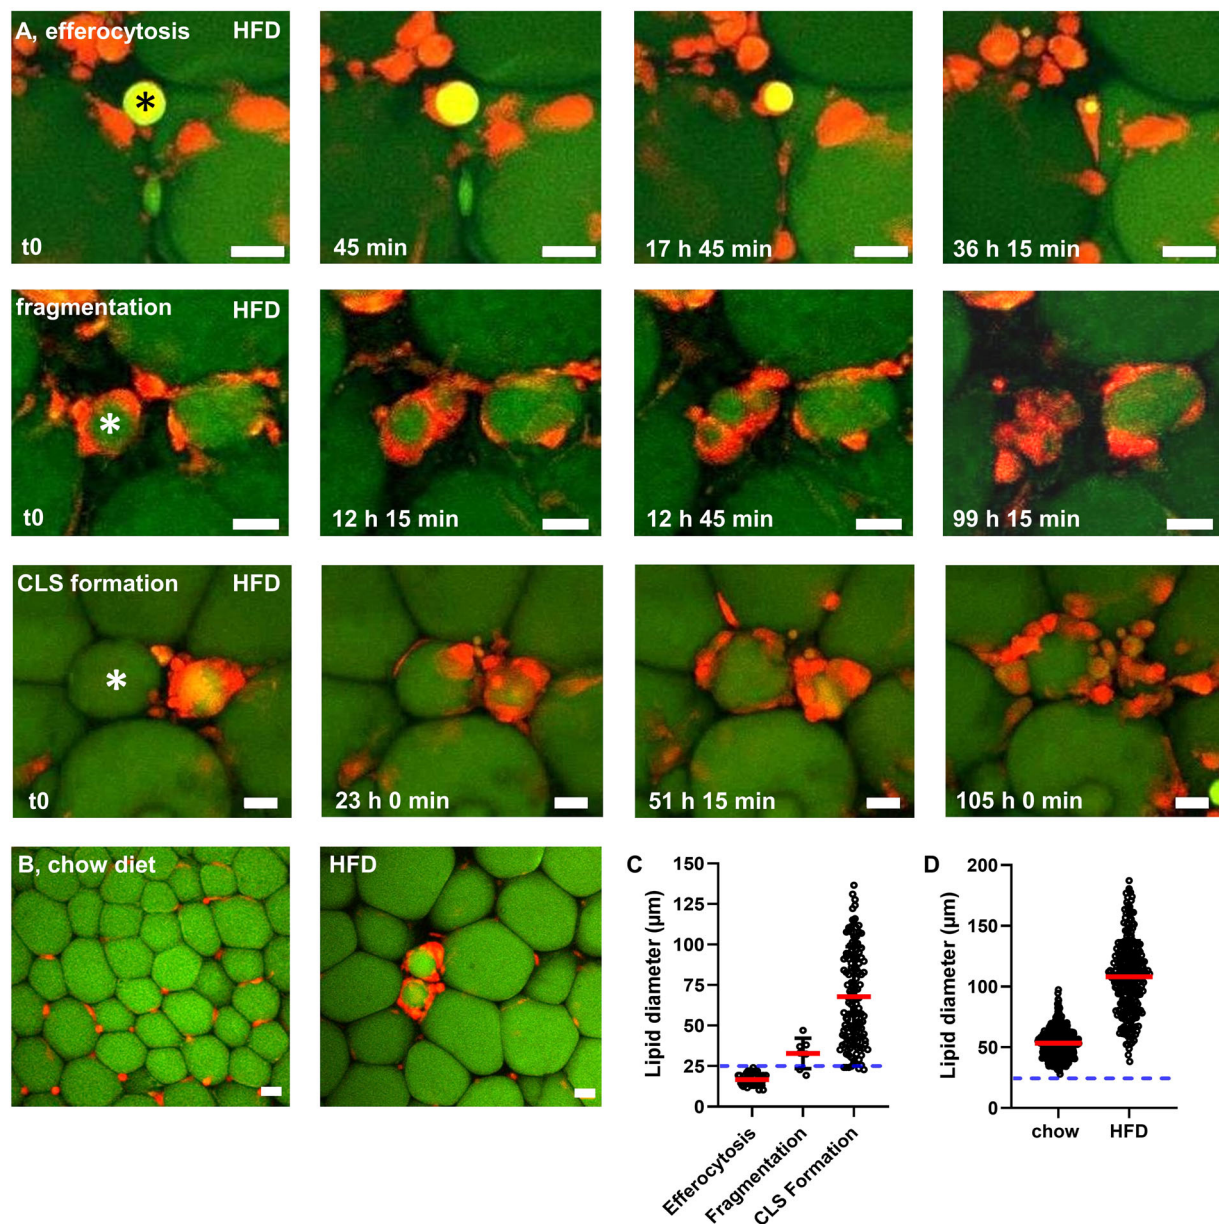 A, efferocytosis HFD
*
t0
45 min
17 h 45 min
36 h 15 min
fragmentation HFD
*
t0
12 h 15 min
12 h 45 min
99 h 15 min
CLS formation HFD
*
t0
23 h 0 min
51 h 15 min
105 h 0 min
B, chow diet
HFD
C
Lipid diameter (µm)
150
125
100
75
50
25
0
Efferocytosis
Fragmentation
CLS Formation
D
Lipid diameter (µm)
200
150
100
50
0
chow
HFD